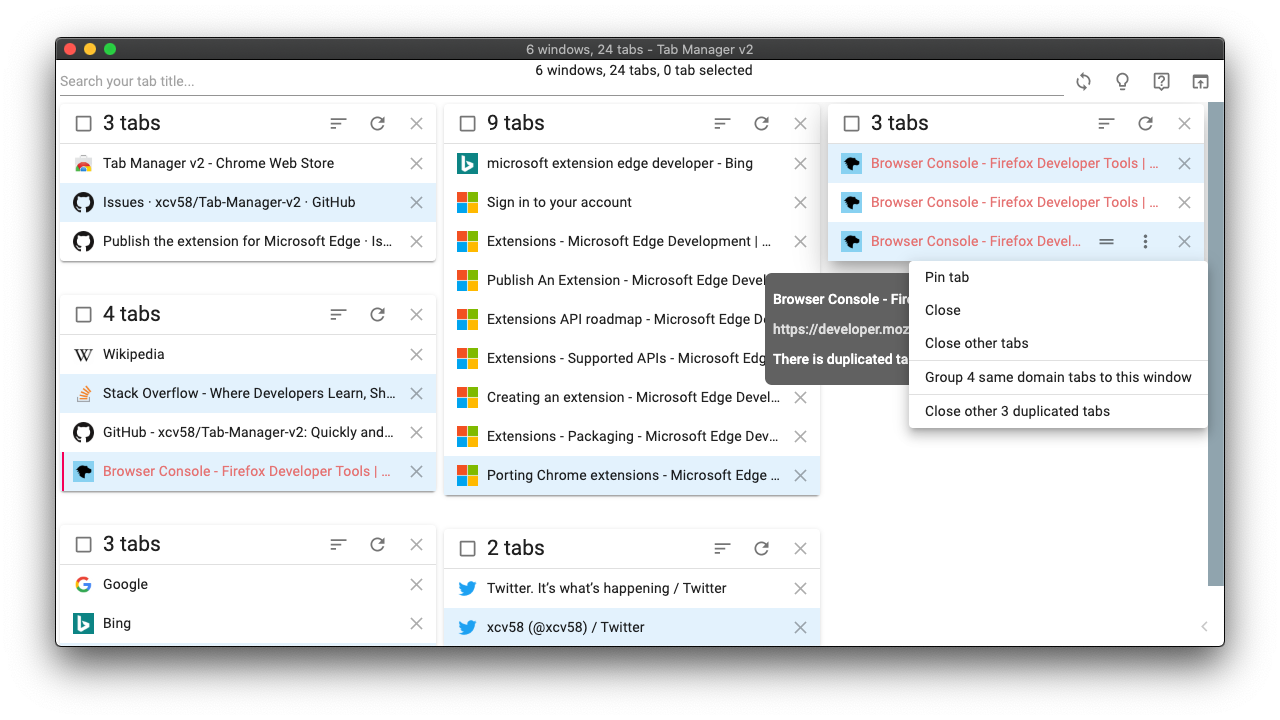 6 windows, 24 tabs - Tab Manager v2
6 windows, 24 tabs, 0 tab selected
Search your tab title...
3 tabs
Tab Manager v2 - Chrome Web Store
Issues · xcv58/Tab-Manager-v2 · GitHub
Publish the extension for Microsoft Edge · Is...
4 tabs
Wikipedia
Stack Overflow - Where Developers Learn, Sh...
GitHub - xcv58/Tab-Manager-v2: Quickly and...
Browser Console - Firefox Developer Tools | ...
3 tabs
Google
Bing
9 tabs
microsoft extension edge developer - Bing
Sign in to your account
Extensions - Microsoft Edge Development | ...
Publish An Extension - Microsoft Edge Devel
Extensions API roadmap - Microsoft Edge D
Extensions - Supported APIs - Microsoft Edg
Creating an extension - Microsoft Edge Devel...
Extensions - Packaging - Microsoft Edge Dev...
Porting Chrome extensions - Microsoft Edge ...
2 tabs
Twitter. It's what's happening / Twitter
xcv58 (@xcv58) / Twitter
3 tabs
Browser Console - Firefox Developer Tools | ...
Browser Console - Firefox Developer Tools | ...
Browser Console - Firefox Devel...
Browser Console - Fire
https://developer.moz
There is duplicated ta
Pin tab
Close
Close other tabs
Group 4 same domain tabs to this window
Close other 3 duplicated tabs